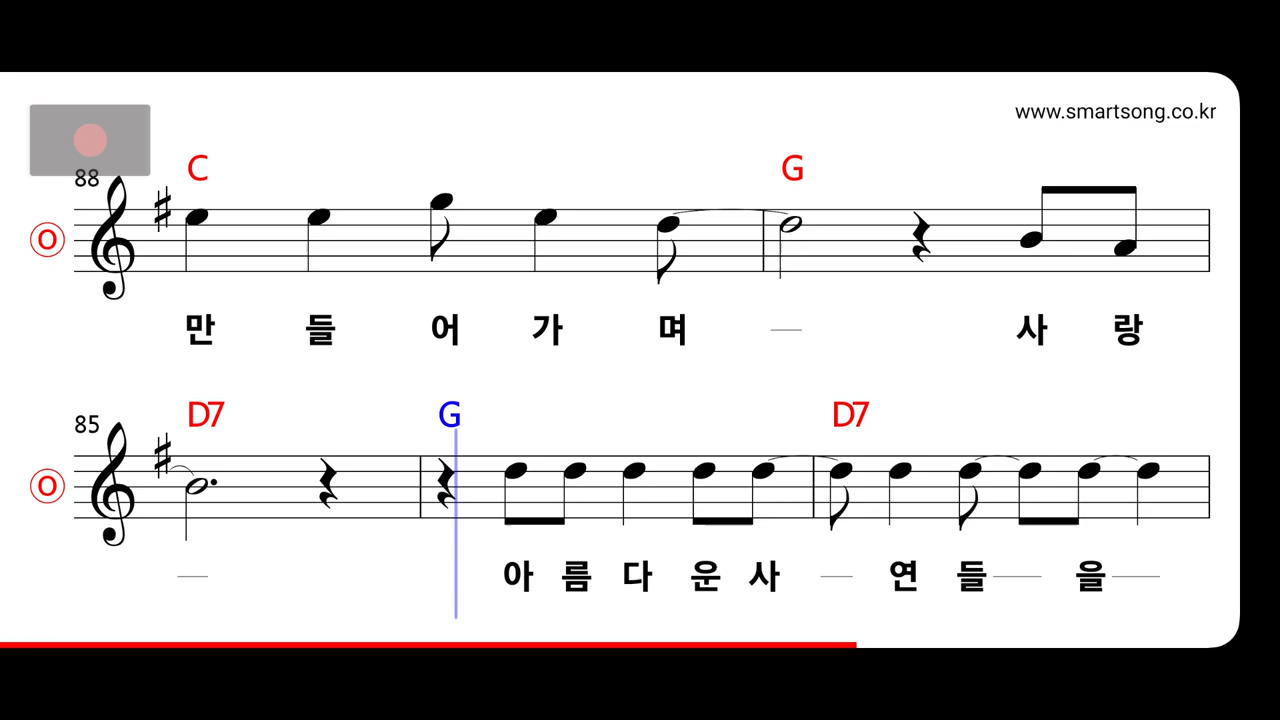 www.smartsong.co.kr
88
C G
O
만 들 어 가 며 사 랑
85
D7 G D7
O
아 름 다 운 사 연 들 을